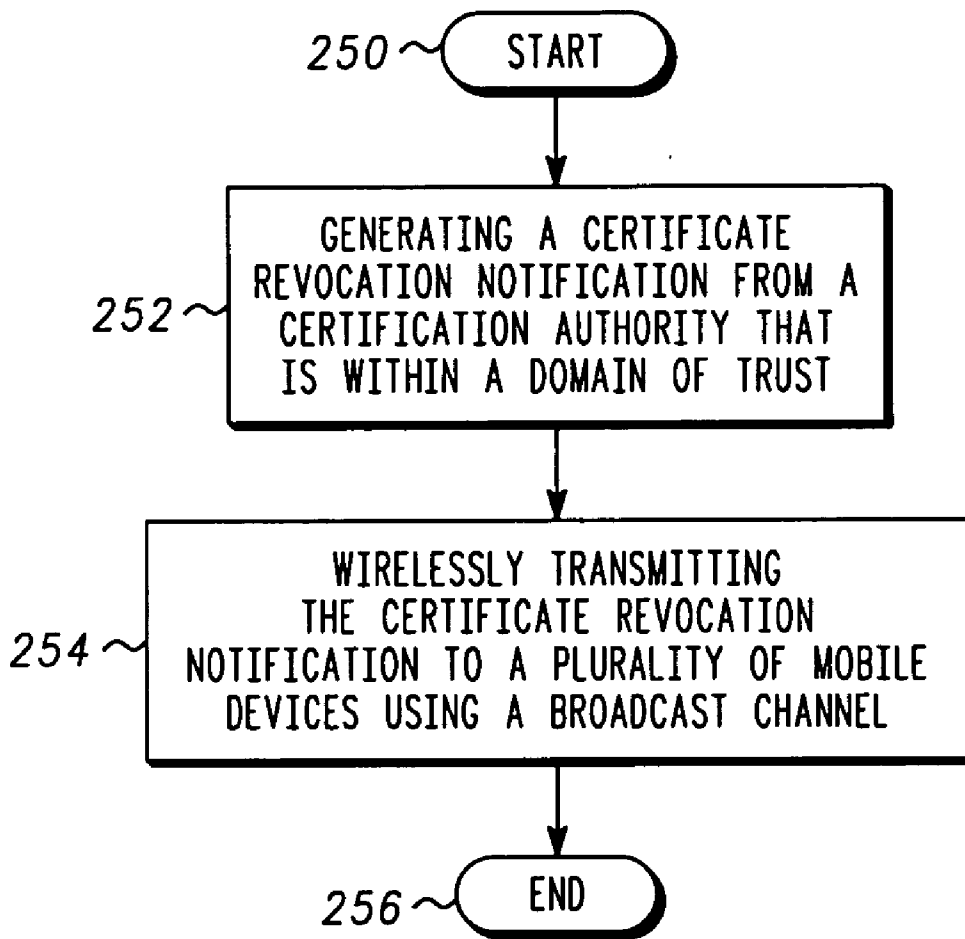 250
START
252
GENERATING A CERTIFICATE
REVOCATION NOTIFICATION FROM A
CERTIFICATION AUTHORITY THAT
IS WITHIN A DOMAIN OF TRUST
254
WIRELESSLY TRANSMITTING
THE CERTIFICATE REVOCATION
NOTIFICATION TO A PLURALITY OF MOBILE
DEVICES USING A BROADCAST CHANNEL
256
END